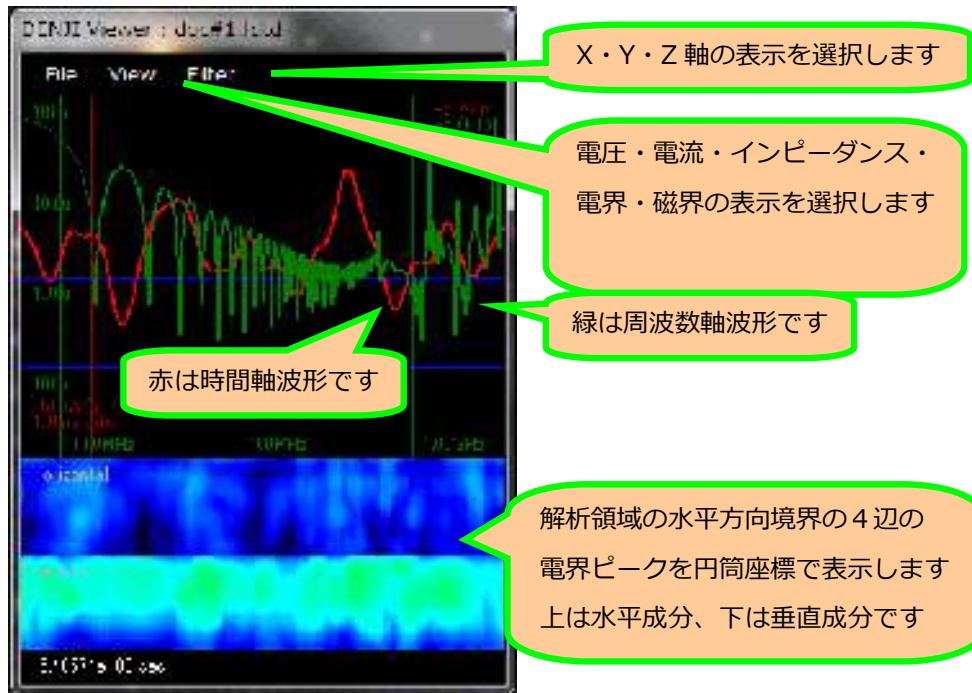 DENJI Viewer :
File View Filter
X・Y・Z 軸の表示を選択します
電圧・電流・インピーダンス・
電界・磁界の表示を選択します
緑は周波数軸波形です
赤は時間軸波形です
解析領域の水平方向境界の４辺の
電界ピークを円筒座標で表示します
上は水平成分、下は垂直成分です